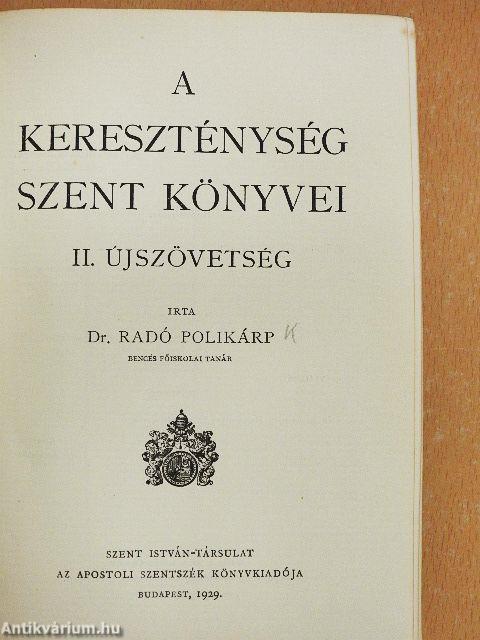 A
KERESZTÉNYSÉG
SZENT KÖNYVEI
II. ÚJSZÖVETSÉG
IRTA
Dr. RADÓ POLIKÁRP K
BENCÉS FŐISKOLAI TANÁR
SZENT ISTVÁN-TÁRSULAT
AZ APOSTOLI SZENTSZÉK KÖNYVKIADÓJA
BUDAPEST, 1929.
Antikvárium.hu